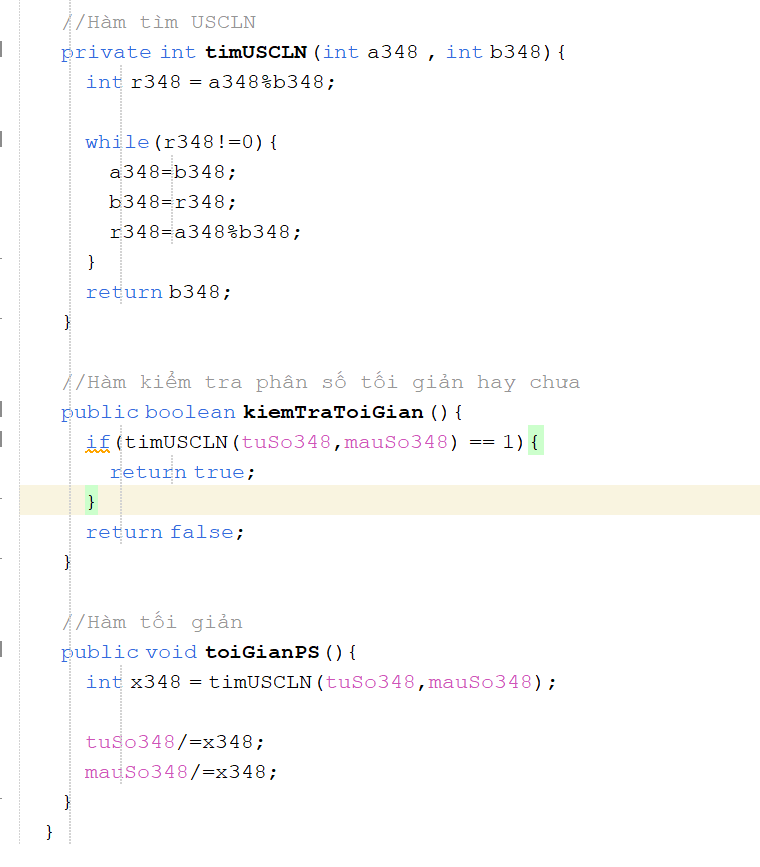 //Hàm tìm USCLN
private int timUSCLN(int a348 , int b348){
int r348 = a348%b348;
while(r348!=0){
a348=b348;
b348=r348;
r348=a348%b348;
}
return b348;
}
//Hàm kiểm tra phân số tối giản hay chưa
public boolean kiemTraToiGian(){
if(timUSCLN(tuSo348,mauSo348) == 1){
return true;
}
return false;
}
//Hàm tối giản
public void toiGianPS(){
int x348 = timUSCLN(tuSo348,mauSo348);
tuSo348/=x348;
mauSo348/=x348;
}
}